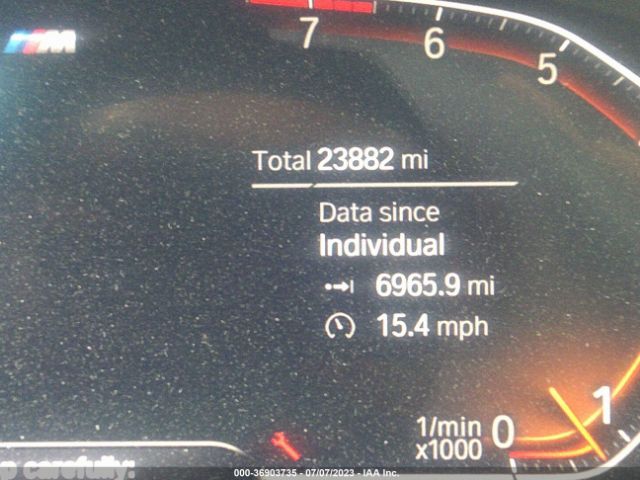 M
7 6 5
Total 23882 mi
Data since
Individual
6965.9 mi
15.4 mph
1
1/min 0
x1000
carefully:
000-36903735 - 07/07/2023 - IAA Inc.